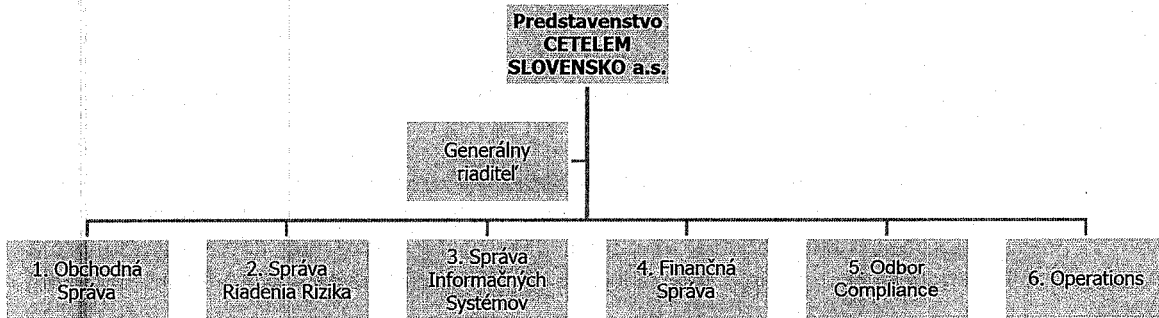 Predstavenstvo
CETELEM
SLOVENSKO a.s.
Generálny
riaditeľ
1. Obchodná
Správa
2. Správa
Riadenia Rizika
3. Správa
Informačných
Systémov
4. Finančná
Správa
5. Odbor
Compliance
6. Operations